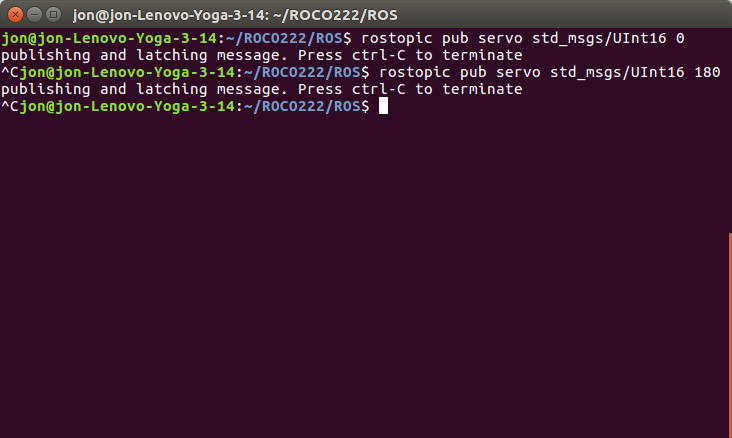 jon@jon-Lenovo-Yoga-3-14: ~/ROCO222/ROS
jon@jon-Lenovo-Yoga-3-14:~/ROCO222/ROS$ rostopic pub servo std_msgs/UInt16 0
publishing and latching message. Press ctrl-C to terminate
^Cjon@jon-Lenovo-Yoga-3-14:~/ROCO222/ROS$ rostopic pub servo std_msgs/UInt16 180
publishing and latching message. Press ctrl-C to terminate
^Cjon@jon-Lenovo-Yoga-3-14:~/ROCO222/ROS$